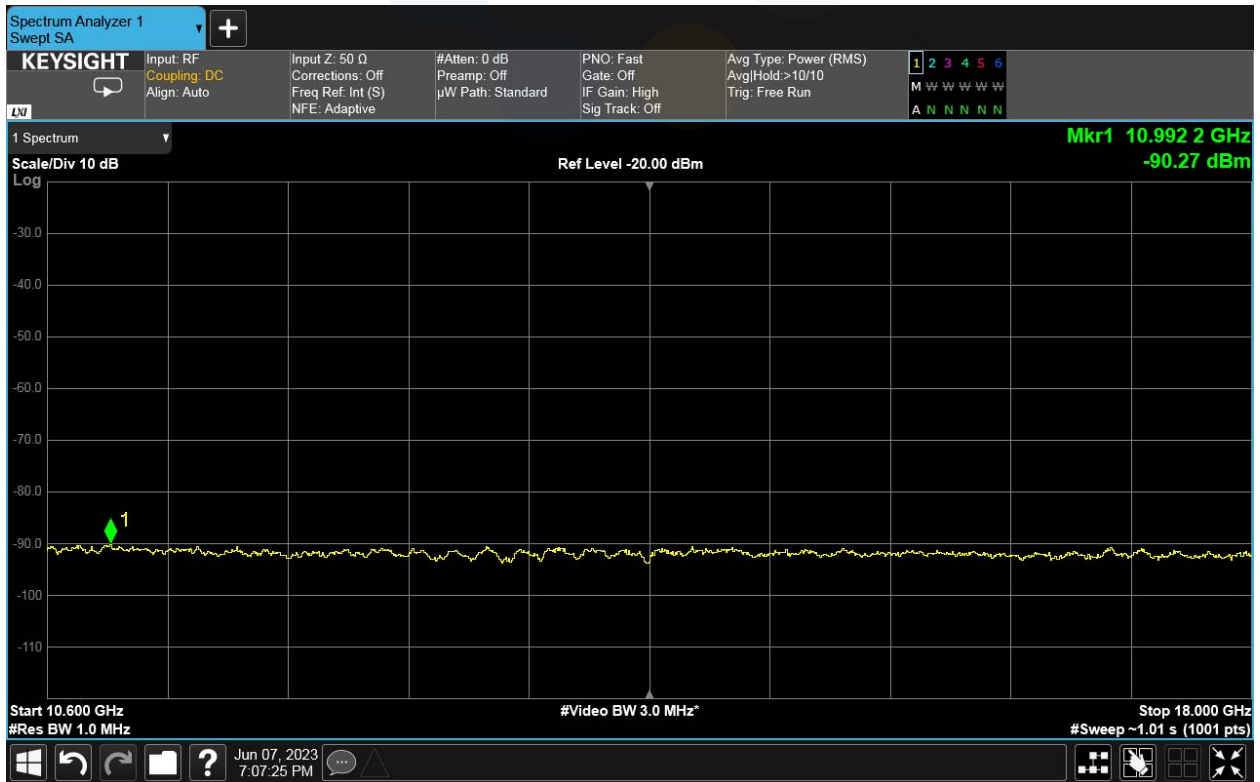 Spectrum Analyzer 1
Swept SA
+
KEYSIGHT
LXI
Input: RF
Coupling: DC
Align: Auto
Input Z: 50 Ω
Corrections: Off
Freq Ref: Int (S)
NFE: Adaptive
#Atten: 0 dB
Preamp: Off
µW Path: Standard
PNO: Fast
Gate: Off
IF Gain: High
Sig Track: Off
Avg Type: Power (RMS)
Avg|Hold:>10/10
Trig: Free Run
1 2 3 4 5 6
M W W W W W
A N N N N N
1 Spectrum
Mkr1 10.992 2 GHz
-90.27 dBm
Scale/Div 10 dB
Ref Level -20.00 dBm
Log
-30.0
-40.0
-50.0
-60.0
-70.0
-80.0
1
-90.0
-100
-110
Start 10.600 GHz
#Video BW 3.0 MHz*
Stop 18.000 GHz
#Res BW 1.0 MHz
#Sweep ~1.01 s (1001 pts)
?
Jun 07, 2023
7:07:25 PM